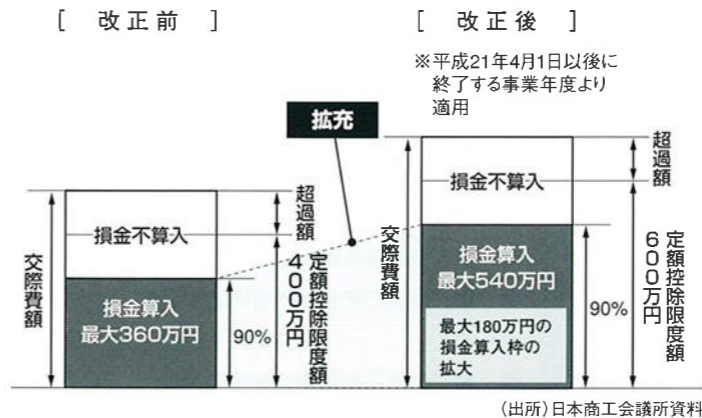 [ 改正前 ]
[ 改正後 ]
※平成21年4月1日以後に
終了する事業年度より
適用
拡充
交際費額
損金不算入
損金算入
最大360万円
90%
超過額
定額控除限度額
400万円
交際費額
損金不算入
損金算入
最大540万円
最大180万円の
損金算入枠の
拡大
90%
超過額
定額控除限度額
600万円
(出所)日本商工会議所資料